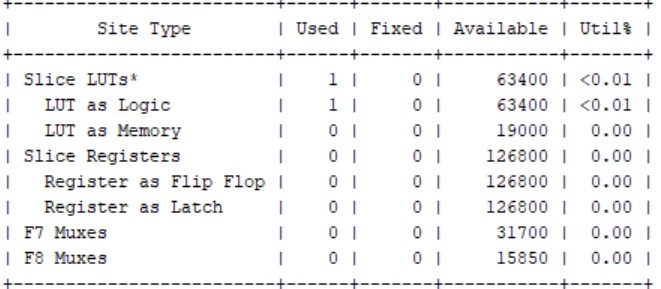 +-------------------------+------+-------+-----------+-------+
|        Site Type        | Used | Fixed | Available | Util% |
+-------------------------+------+-------+-----------+-------+
| Slice LUTs*             |    1 |     0 |     63400 | <0.01 |
|   LUT as Logic          |    1 |     0 |     63400 | <0.01 |
|   LUT as Memory         |    0 |     0 |     19000 |  0.00 |
| Slice Registers         |    0 |     0 |    126800 |  0.00 |
|   Register as Flip Flop |    0 |     0 |    126800 |  0.00 |
|   Register as Latch     |    0 |     0 |    126800 |  0.00 |
| F7 Muxes                |    0 |     0 |     31700 |  0.00 |
| F8 Muxes                |    0 |     0 |     15850 |  0.00 |
+-------------------------+------+-------+-----------+-------+